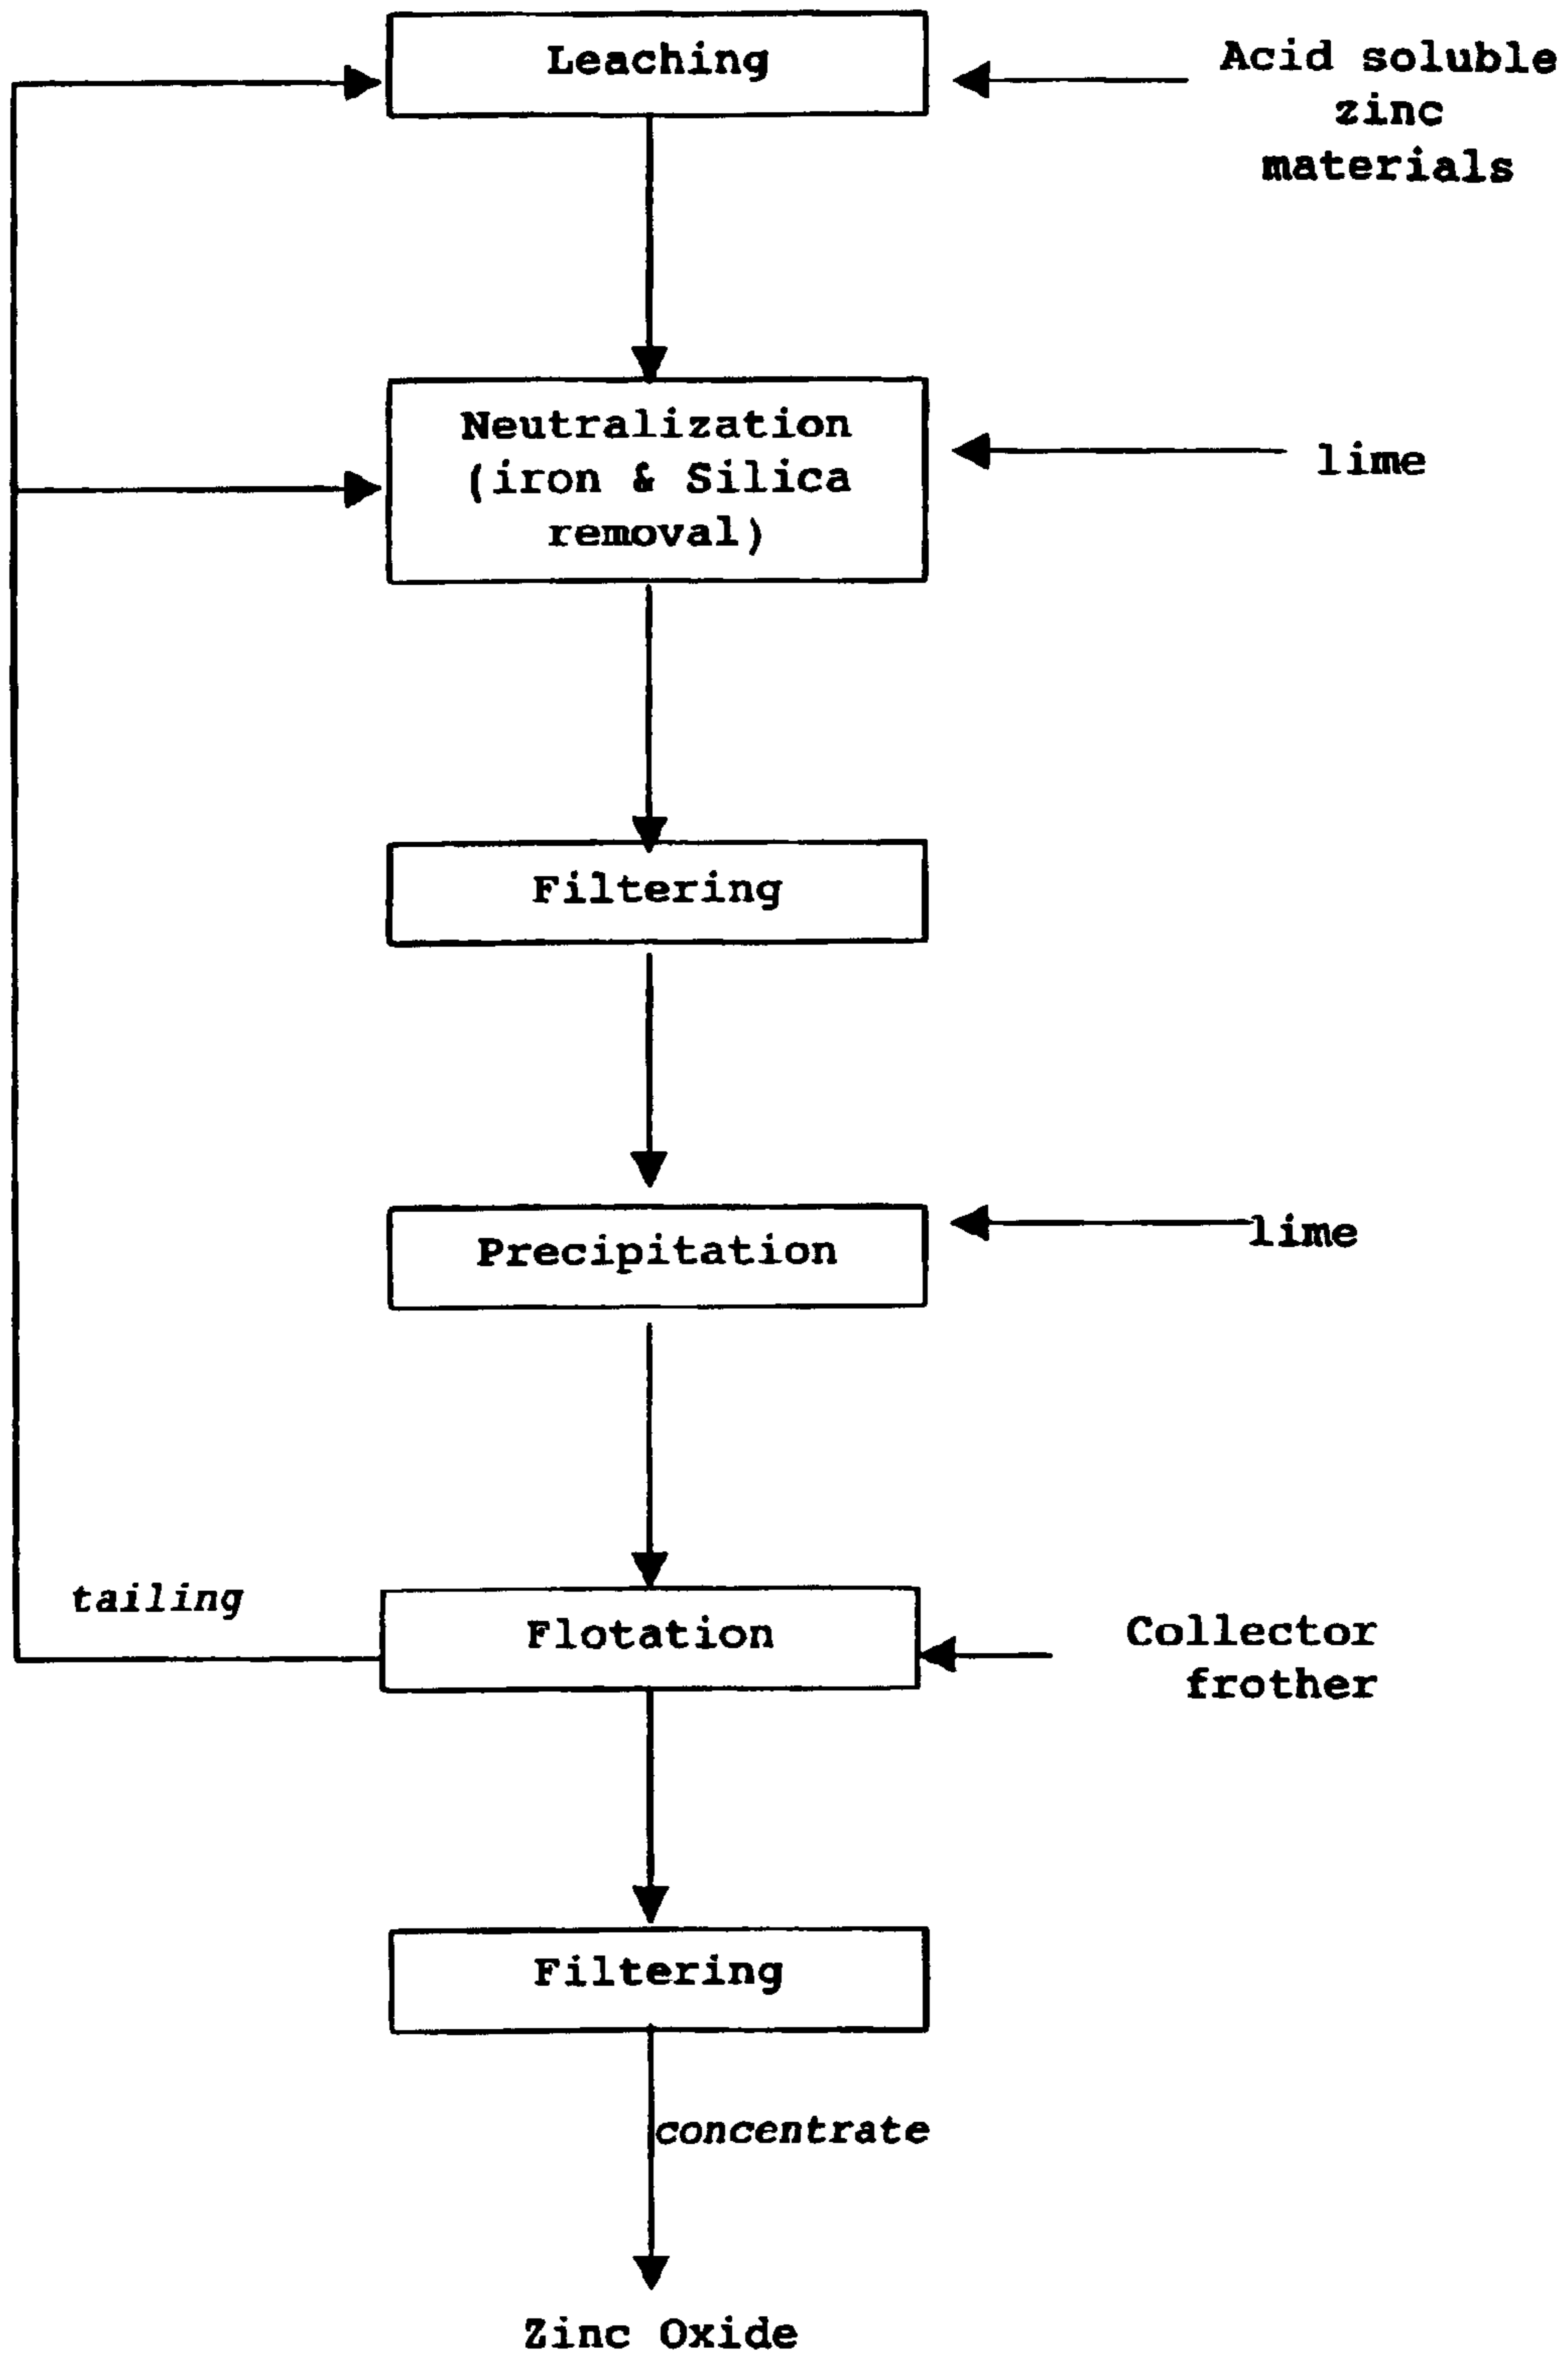 Leaching
Acid soluble
zinc
materials
Neutralization
(iron & Silica
removal)
lime
Filtering
Precipitation
lime
tailing
Flotation
Collector
frother
Filtering
concentrate
Zinc Oxide